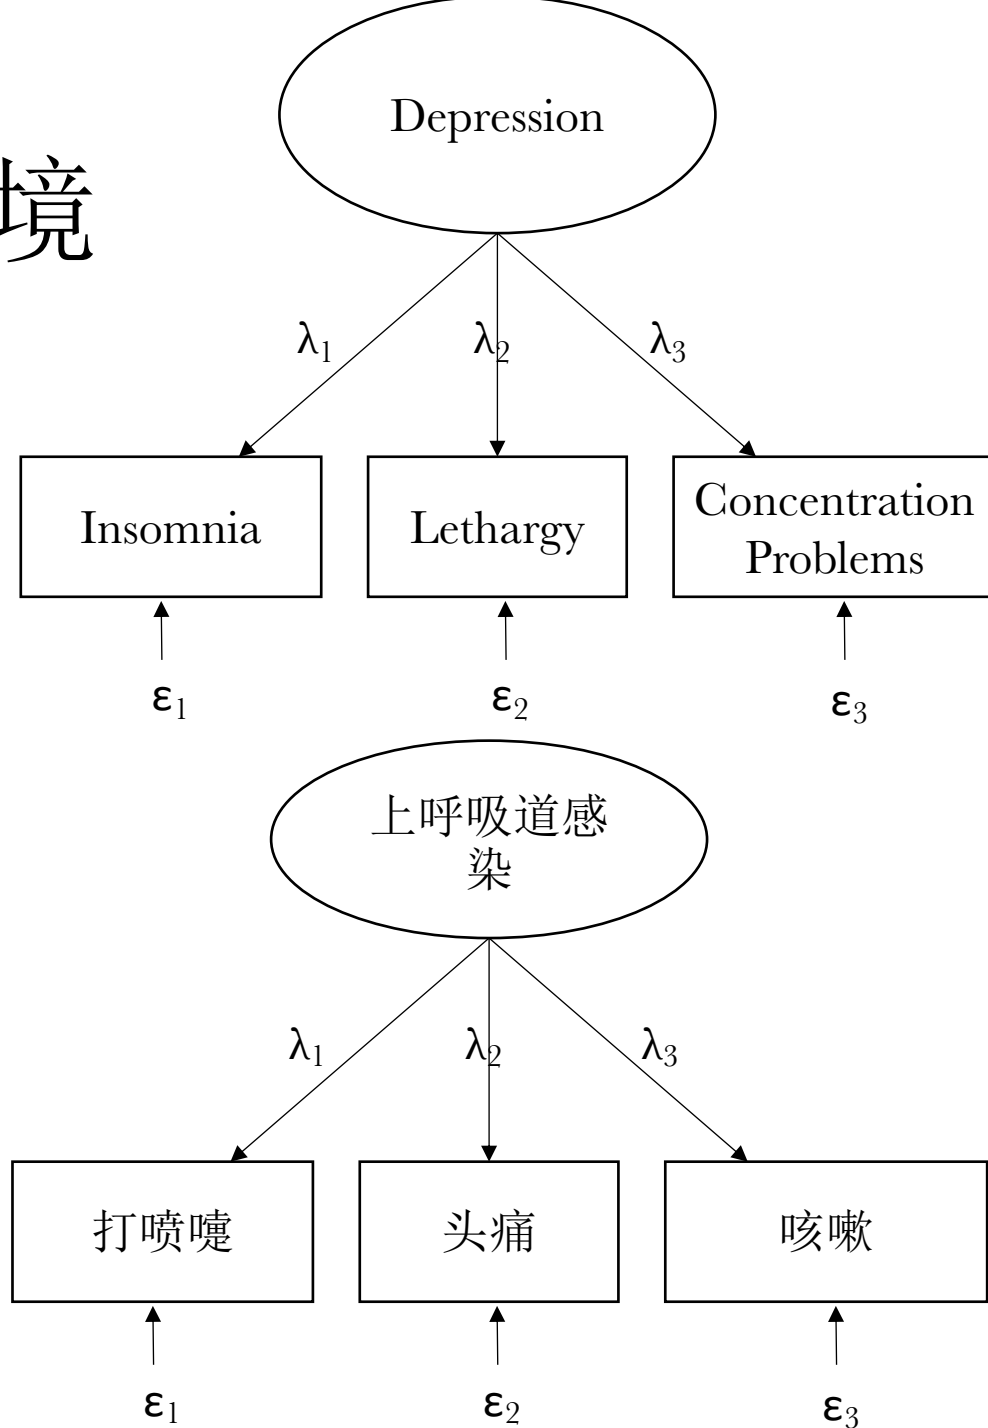 Depression
境
λ1
λ2
λ3
Insomnia
Lethargy
Concentration
Problems
ε1
ε2
ε3
上呼吸道感
染
λ1
λ2
λ3
打喷嚏
头痛
咳嗽
ε1
ε2
ε3